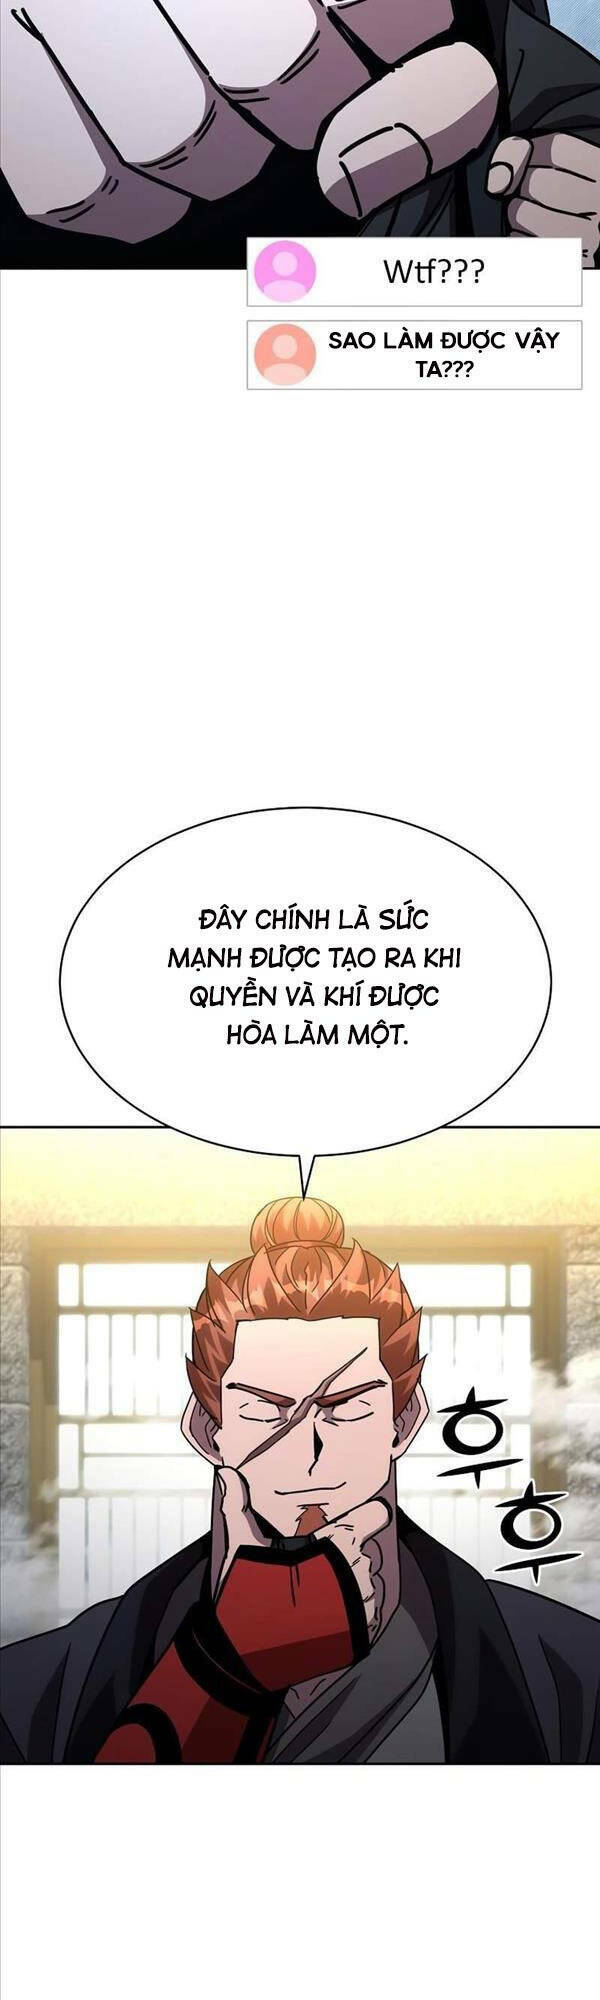 Wtf???
SAO LÀM ĐƯỢC VẬY
TA???
ĐÂY CHÍNH LÀ SỨC
MẠNH ĐƯỢC TẠO RA KHI
QUYỀN VÀ KHÍ ĐƯỢC
HÒA LÀM MỘT.
후
후